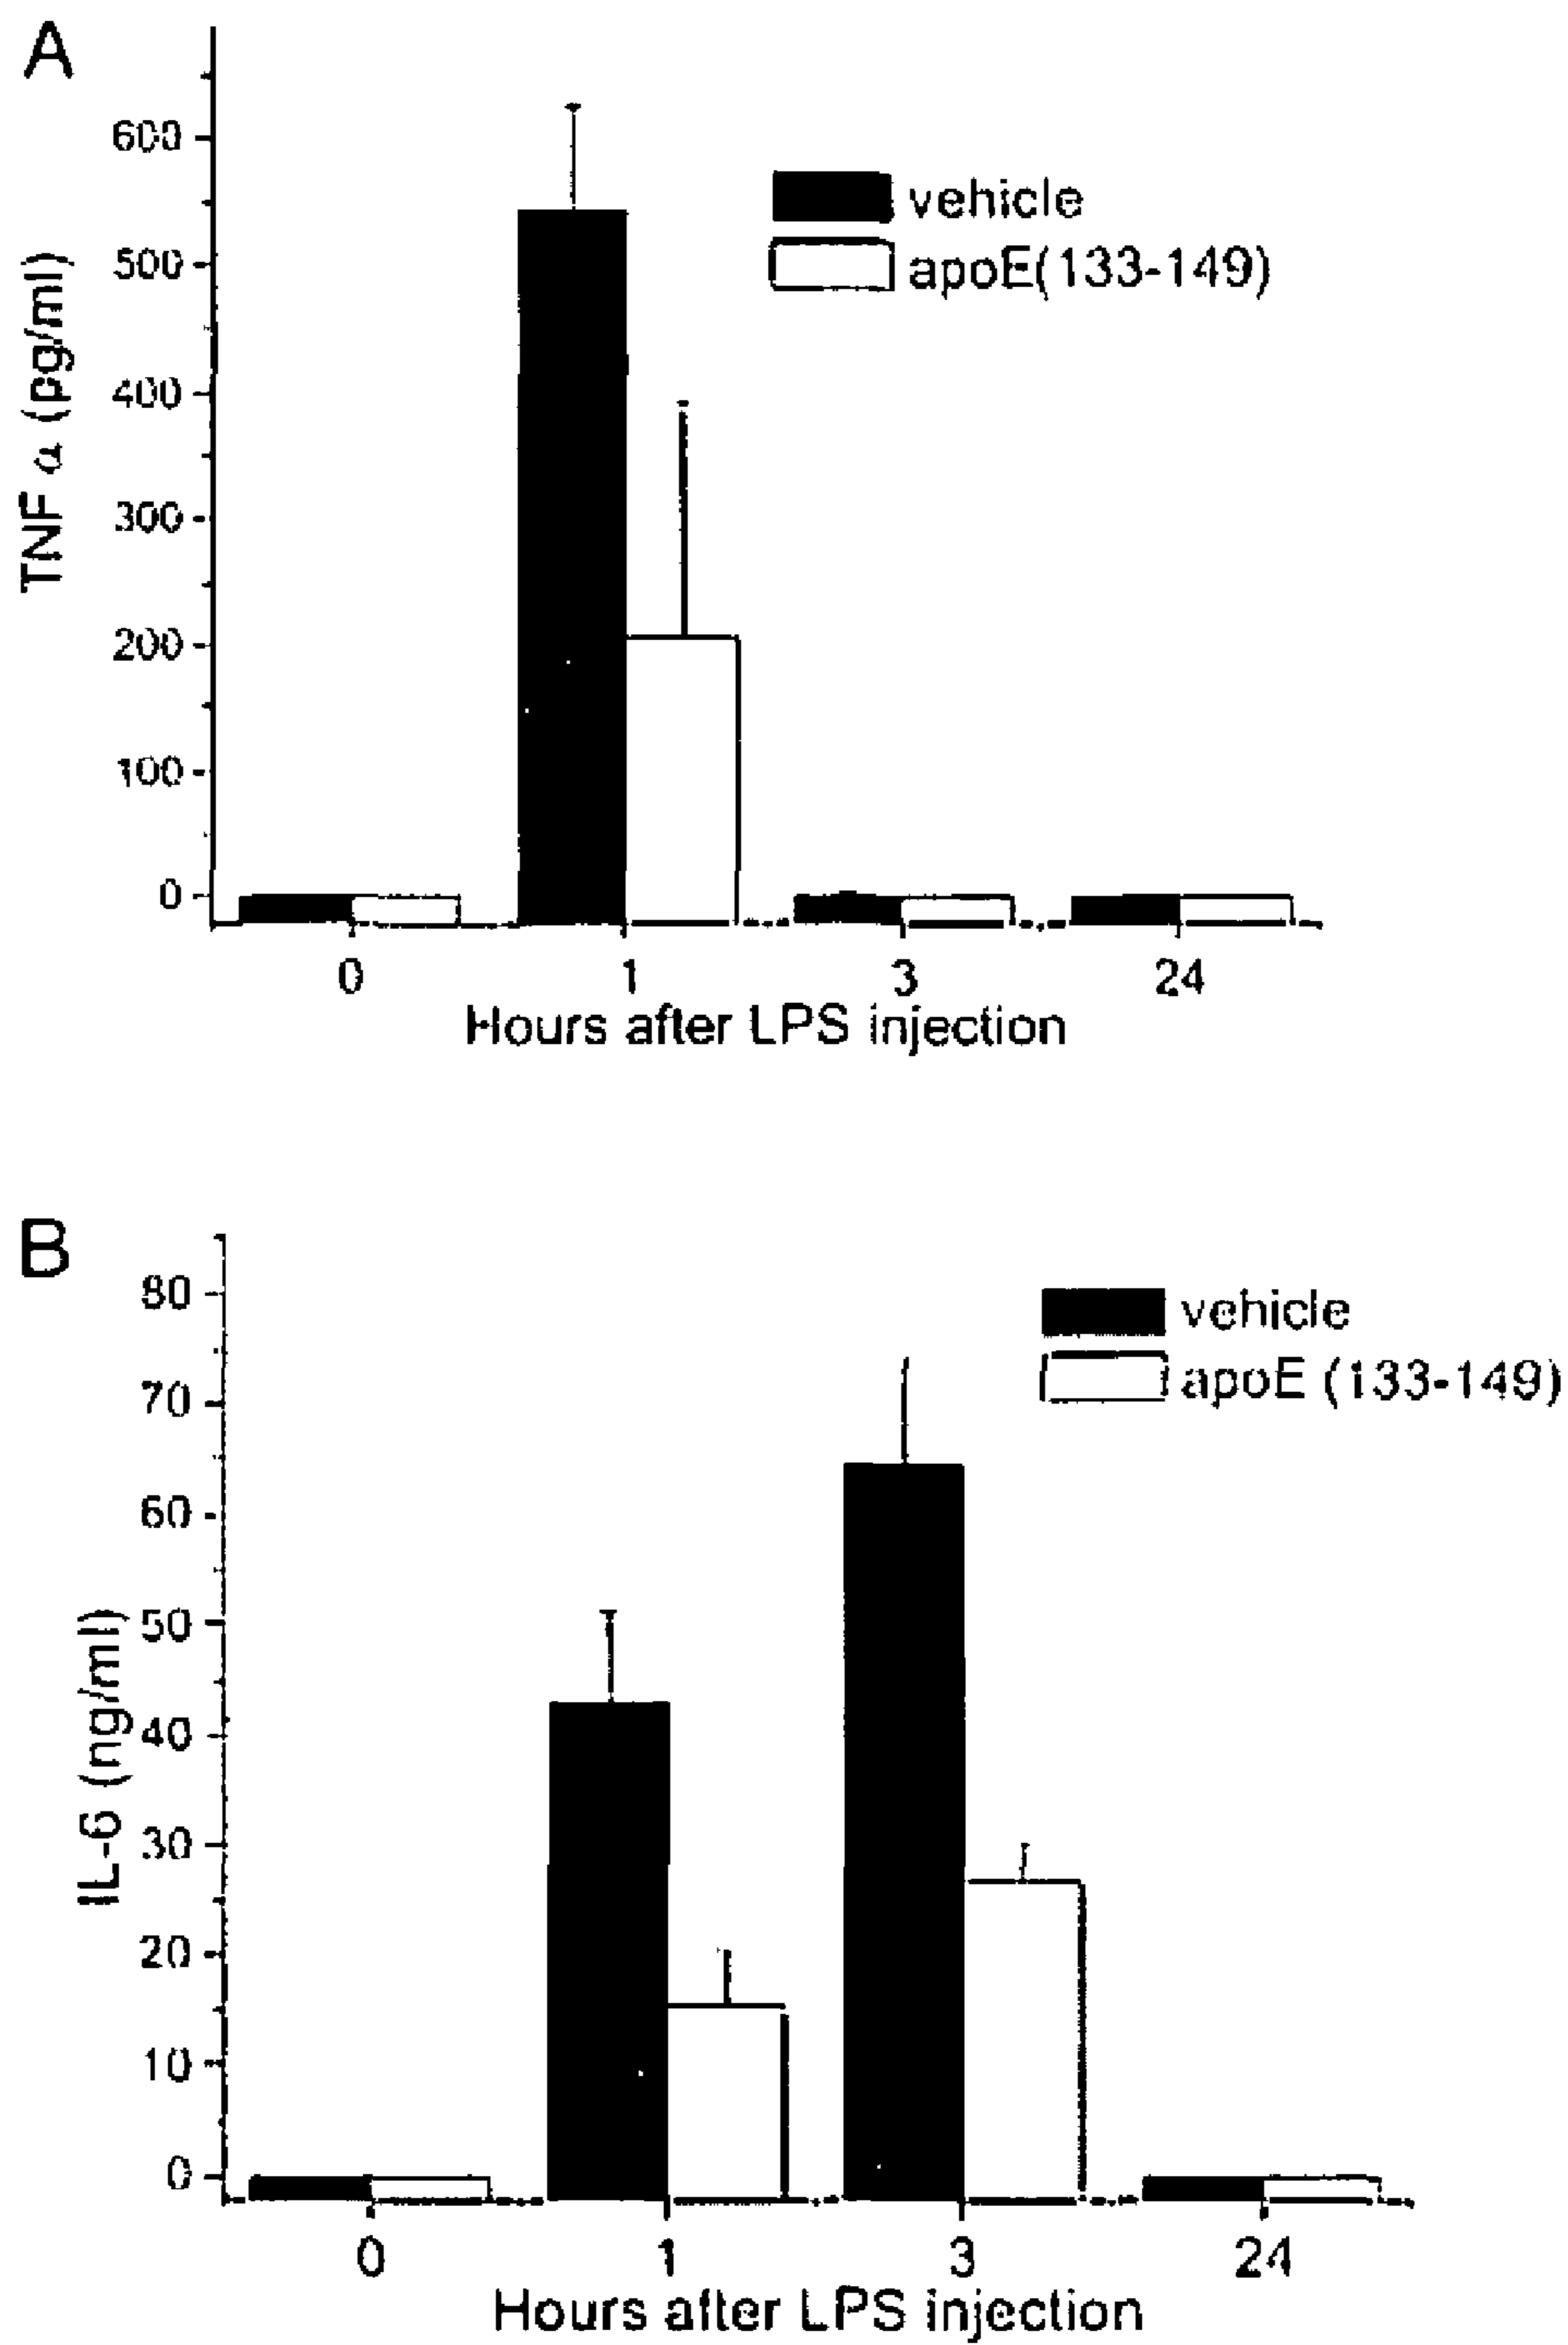 A
600
500
400
300
200
100
0
TNF α (pg/ml)
vehicle
apoE(133-149)
0 1 3 24
Hours after LPS injection
B
80
70
60
50
40
30
20
10
0
IL-6 (ng/ml)
vehicle
apoE (133-149)
0 1 3 24
Hours after LPS injection